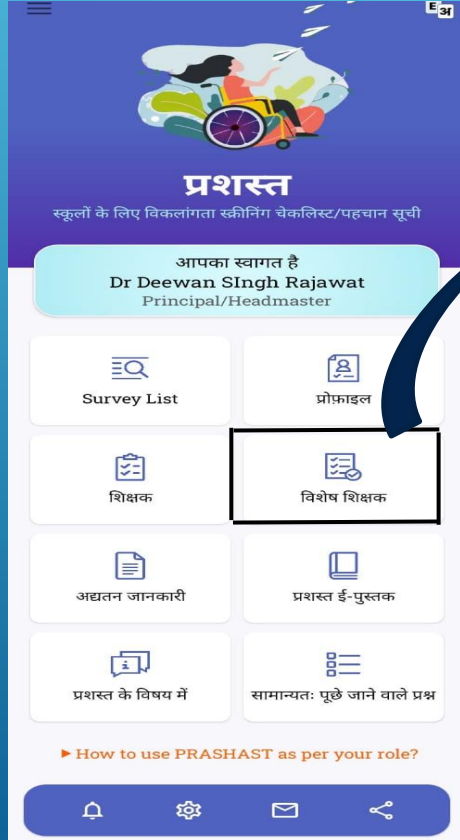 E अ
प्रशस्त
स्कूलों के लिए विकलांगता स्क्रीनिंग चेकलिस्ट/पहचान सूची
आपका स्वागत है
Dr Deewan SIngh Rajawat
Principal/Headmaster
Survey List
प्रोफ़ाइल
शिक्षक
विशेष शिक्षक
अद्यतन जानकारी
प्रशस्त ई-पुस्तक
प्रशस्त के विषय में
सामान्यतः पूछे जाने वाले प्रश्न
►How to use PRASHAST as per your role?